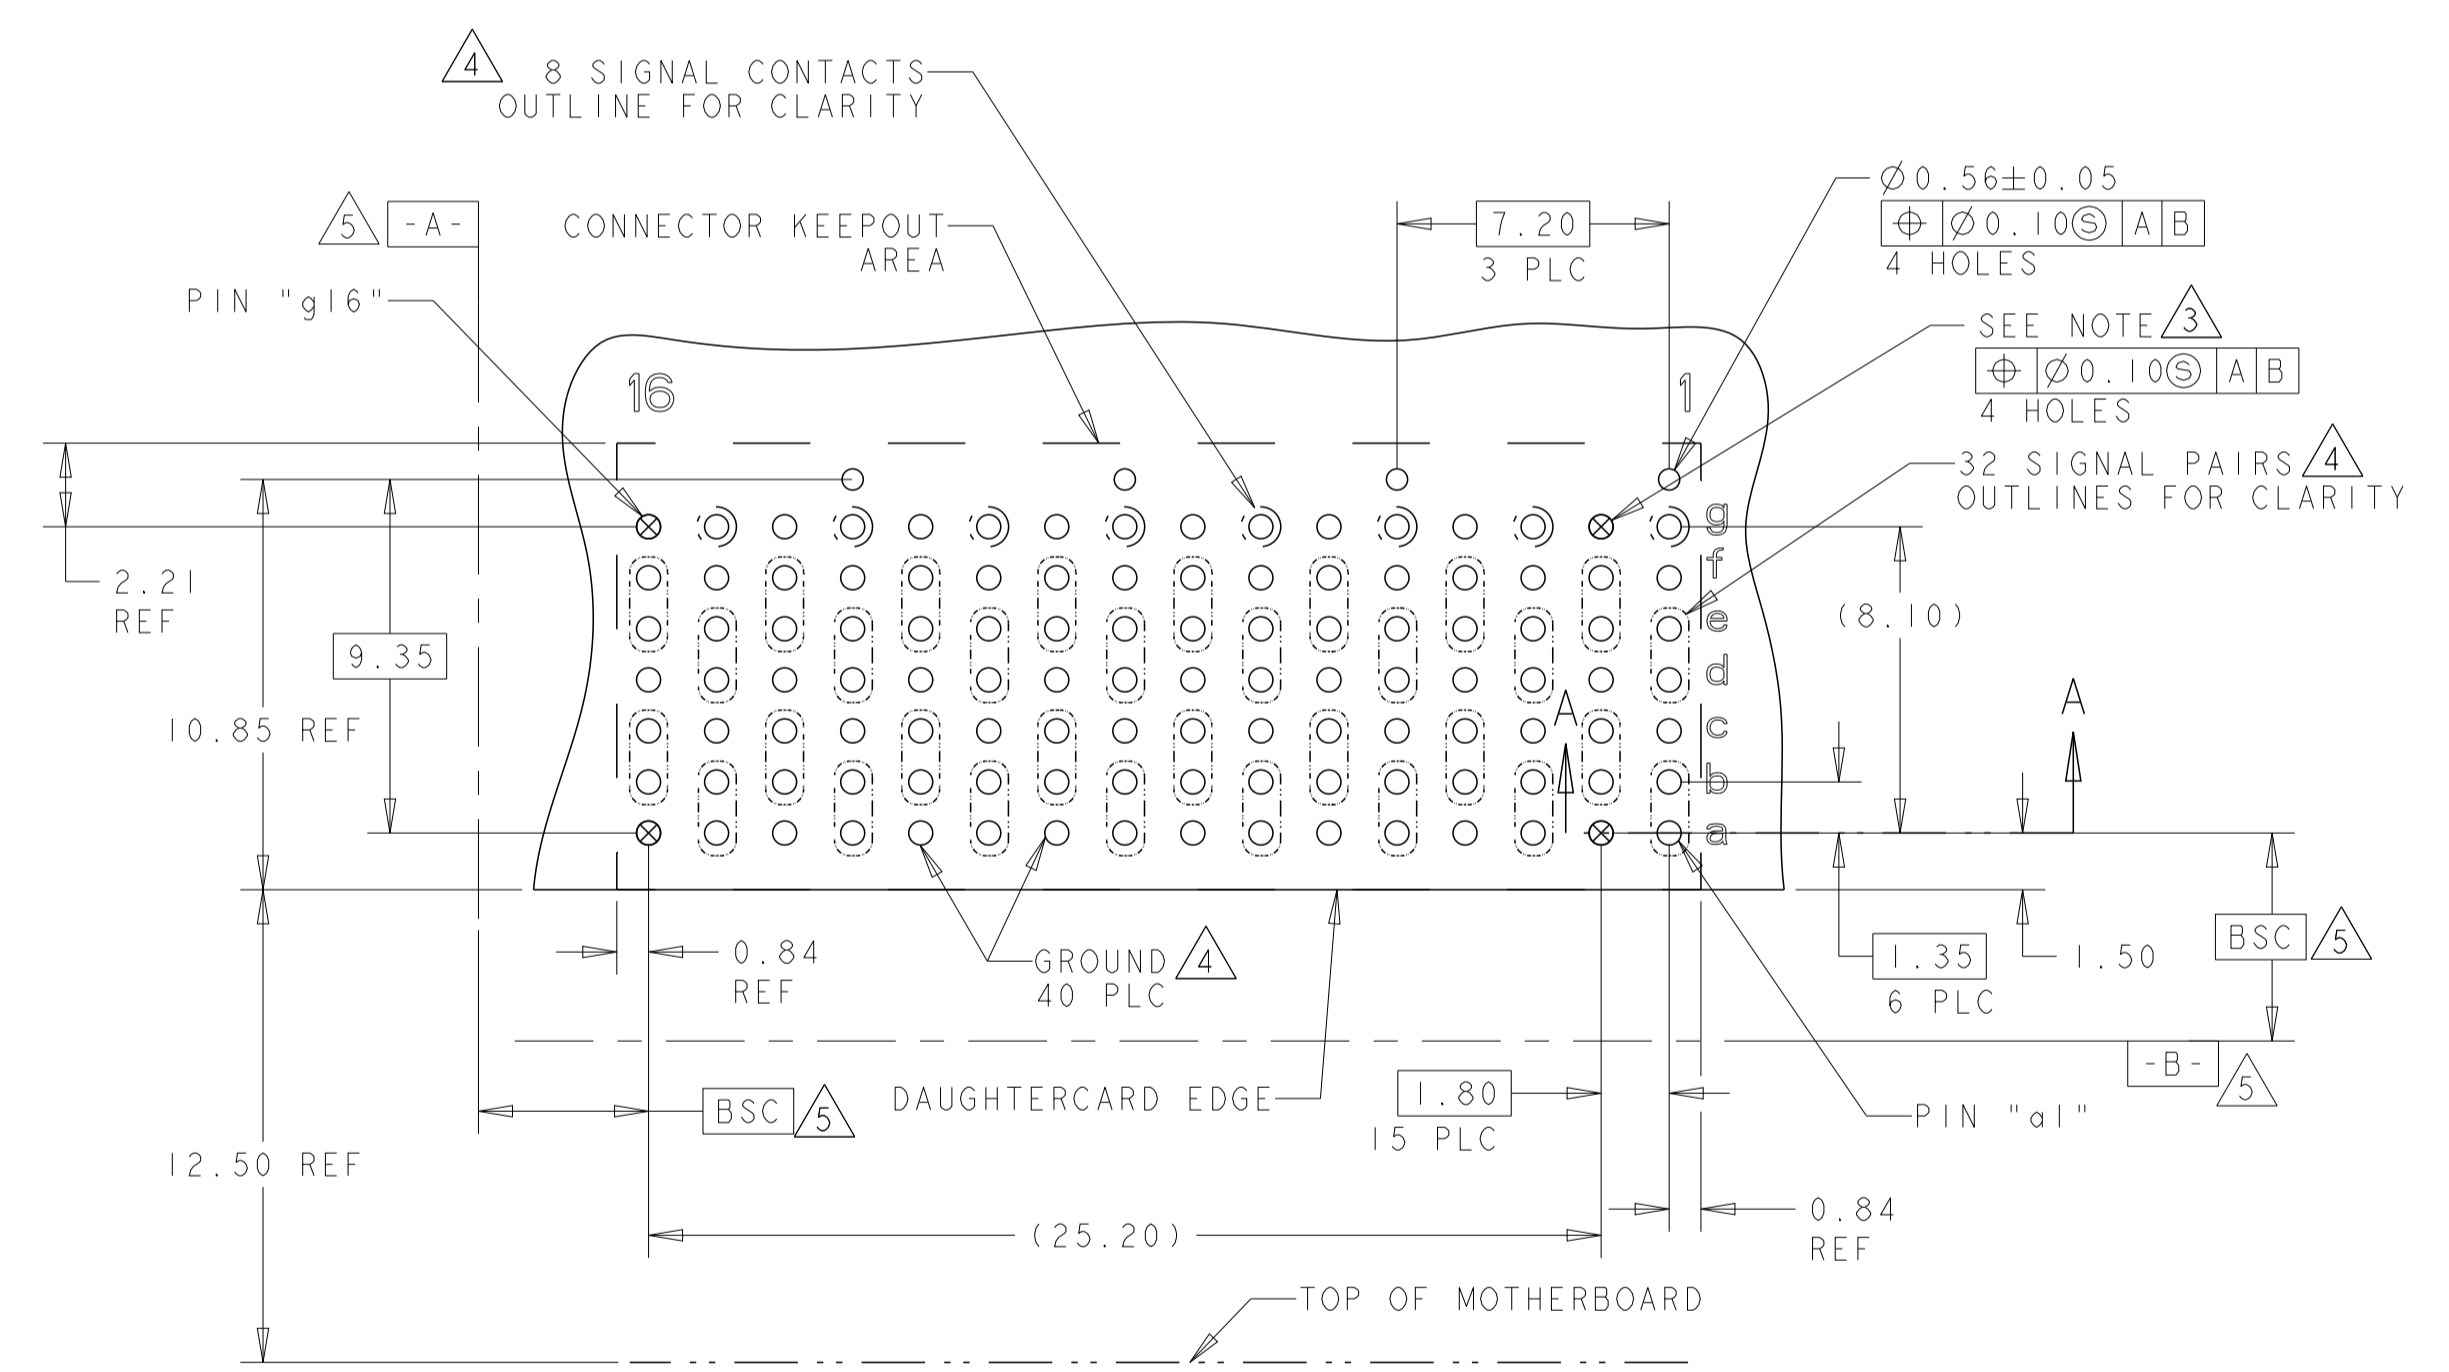 4 8 SIGNAL CONTACTS
OUTLINE FOR CLARITY
Ø0.56±0.05
⌖ Ø0.10Ⓢ A B
4 HOLES
5 -A-
CONNECTOR KEEPOUT
AREA
7.20
3 PLC
PIN "g16"
SEE NOTE 3
⌖ Ø0.10Ⓢ A B
4 HOLES
16
1
32 SIGNAL PAIRS 4
OUTLINES FOR CLARITY
g
f
e
d
c
b
a
2.21
REF
(8.10)
9.35
10.85 REF
A
A
0.84
REF
GROUND 4
40 PLC
1.35
6 PLC
1.50
BSC 5
-B- 5
BSC 5
DAUGHTERCARD EDGE
1.80
15 PLC
PIN "a1"
12.50 REF
(25.20)
0.84
REF
TOP OF MOTHERBOARD